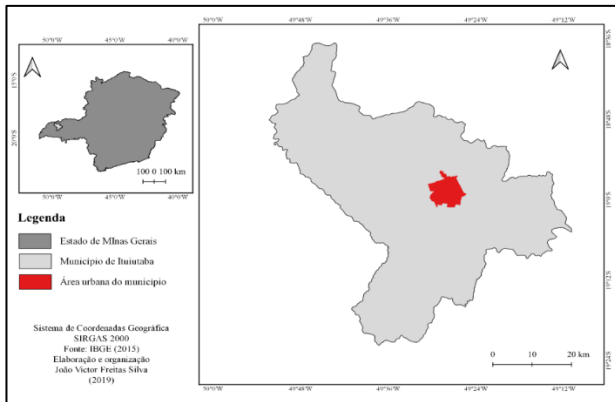 50°0'W 45°0'W 40°0'W
15°S
20°S
100 0 100 km
50°0'W 45°0'W 40°0'W
Legenda
Estado de MInas Gerais
Município de Ituiutaba
Área urbana do município
Sistema de Coordenadas Geográfica
SIRGAS 2000
Fonte: IBGE (2015)
Elaboração e organização
João Victor Freitas Silva
(2019)
50°0'W 49°48'W 49°36'W 49°24'W 49°12'W
18°36'S
18°48'S
19°0'S
19°12'S
19°24'S
0 10 20 km
50°0'W 49°48'W 49°36'W 49°24'W 49°12'W